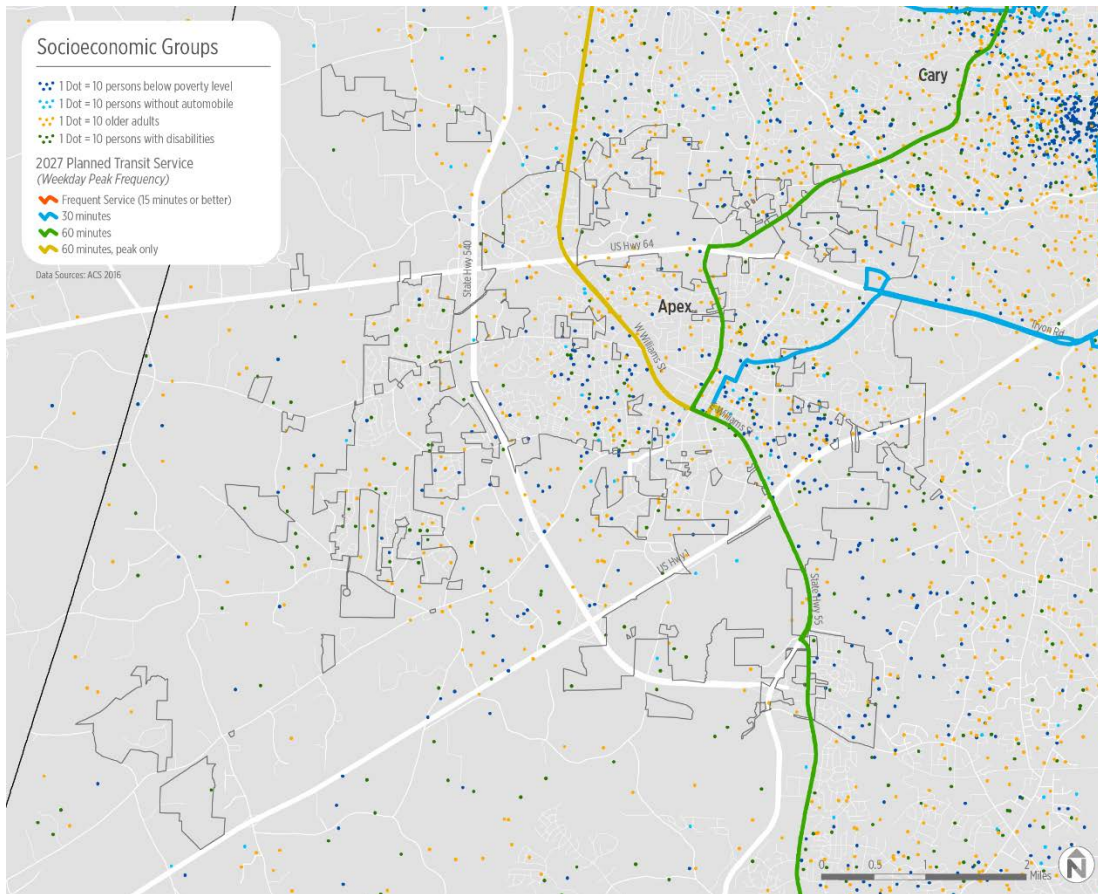 Socioeconomic Groups
1 Dot = 10 persons below poverty level
1 Dot = 10 persons without automobile
1 Dot = 10 older adults
1 Dot = 10 persons with disabilities
2027 Planned Transit Service
(Weekday Peak Frequency)
Frequent Service (15 minutes or better)
30 minutes
60 minutes
60 minutes, peak only
Data Sources: ACS 2016
Cary
US Hwy 64
State Hwy 540
Apex
W Williams St
Tryon Rd
Williams
US Hwy 1
State Hwy 55
0 0.5 1 2
Miles
N